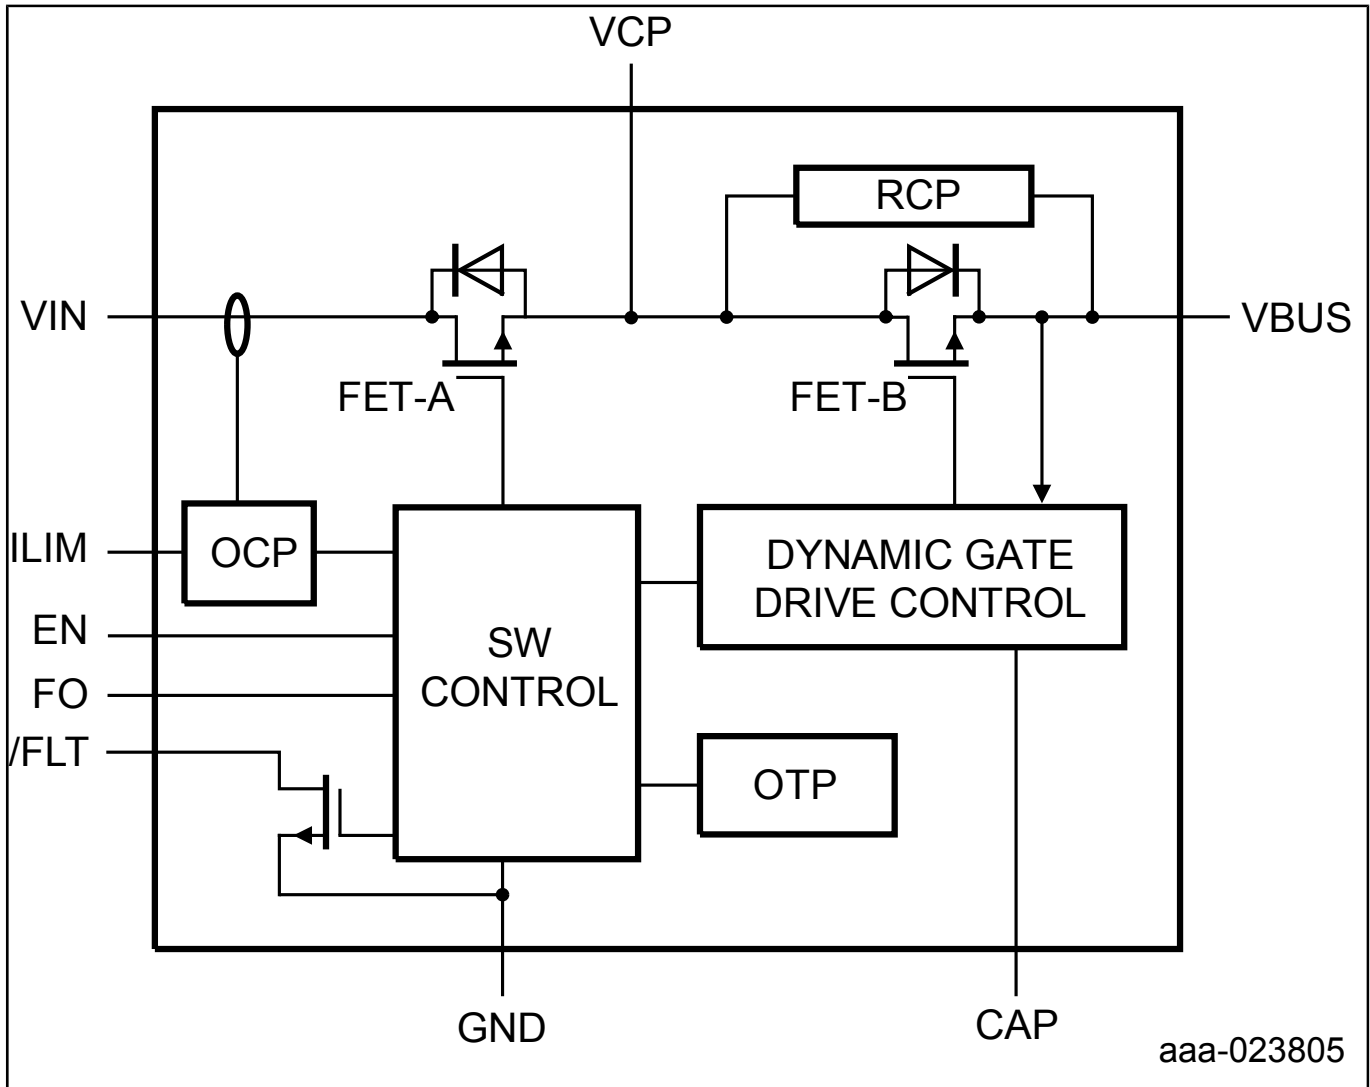 VCP
RCP
VIN
VBUS
FET-A
FET-B
ILIM
OCP
DYNAMIC GATE
DRIVE CONTROL
EN
SW
CONTROL
FO
/FLT
OTP
GND
CAP
aaa-023805